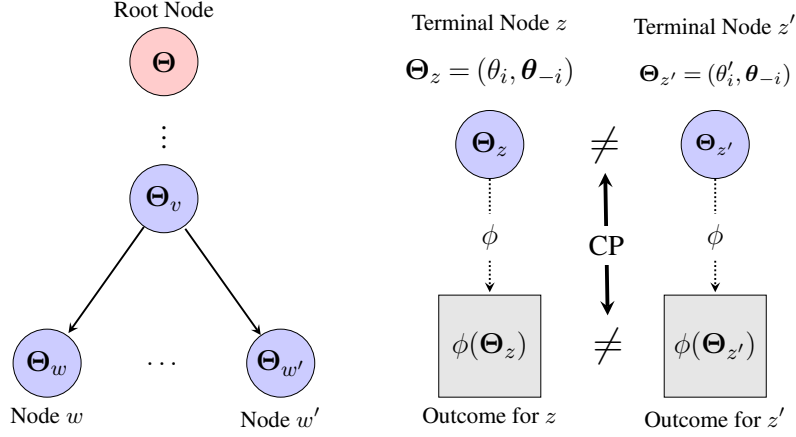 Root Node
Θ
⋮
Θ_v
Θ_w
⋯
Θ_{w′}
Node w
Node w′
Terminal Node z
Terminal Node z′
Θ_z = (θ_i, θ_{−i})
Θ_{z′} = (θ′_i, θ_{−i})
Θ_z
≠
Θ_{z′}
ϕ
CP
ϕ
ϕ(Θ_z)
≠
ϕ(Θ_{z′})
Outcome for z
Outcome for z′